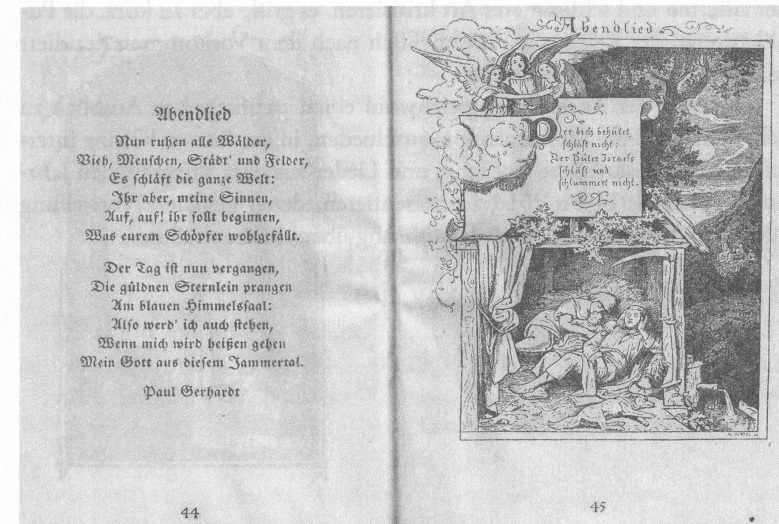 Abendlied
Nun ruhen alle Wälder,
Vieh, Menschen, Städt' und Felder,
Es schläft die ganze Welt:
Ihr aber, meine Sinnen,
Auf, auf! ihr sollt beginnen,
Was eurem Schöpfer wohlgefällt.
Der Tag ist nun vergangen,
Die güldnen Sternlein prangen
Am blauen Himmelssaal:
Also werd' ich auch stehen,
Wenn mich wird heißen gehen
Mein Gott aus diesem Jammertal.
Paul Gerhardt
44
Abendlied
Der dich behütet,
schläft nicht:
Der Hüter Israels
schläft und
schlummert nicht.
45